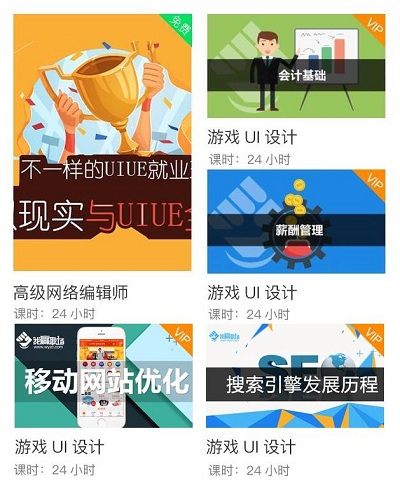 免费
不一样的UIUE就业
现实与UIUE
高级网络编辑师
课时：24 小时
VIP
会计基础
游戏 UI 设计
课时：24 小时
VIP
薪酬管理
游戏 UI 设计
课时：24 小时
VIP
移动网站优化
游戏 UI 设计
课时：24 小时
VIP
SEO
搜索引擎发展历程
游戏 UI 设计
课时：24 小时